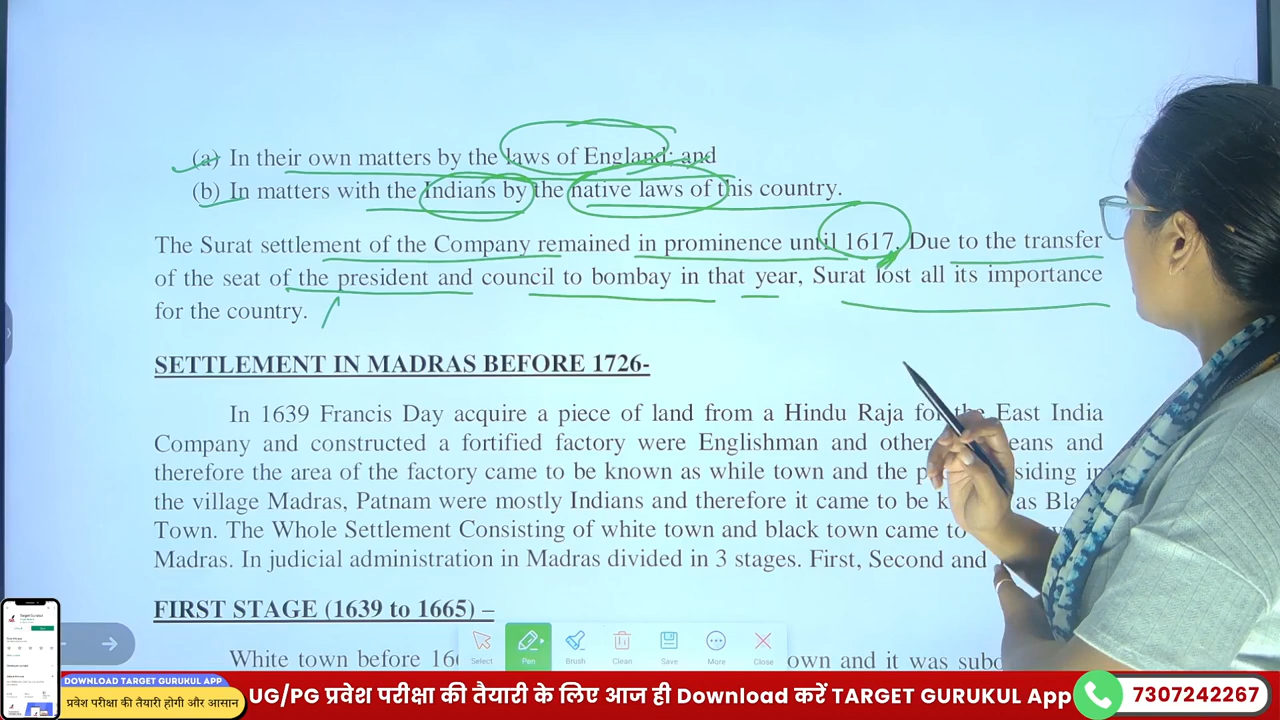 (a) In their own matters by the laws of England; and
(b) In matters with the Indians by the native laws of this country.
The Surat settlement of the Company remained in prominence until 1617. Due to the transfer
of the seat of the president and council to bombay in that year, Surat lost all its importance
for the country.
SETTLEMENT IN MADRAS BEFORE 1726-
In 1639 Francis Day acquire a piece of land from a Hindu Raja for the East India
Company and constructed a fortified factory were Englishman and other and
therefore the area of the factory came to be known as while town and the in
the village Madras, Patnam were mostly Indians and therefore it came to be as
Town. The Whole Settlement Consisting of white town and black town came to
Madras. In judicial administration in Madras divided in 3 stages. First, Second and
FIRST STAGE (1639 to 1665) –
White town before own and it was
Select Pen Brush Clean Save More Close
DOWNLOAD TARGET GURUKUL APP
प्रवेश परीक्षा की तैयारी होगी और आसान
UG/PG प्रवेश परीक्षा की तैयारी के लिए आज ही Download करें TARGET GURUKUL App
7307242267